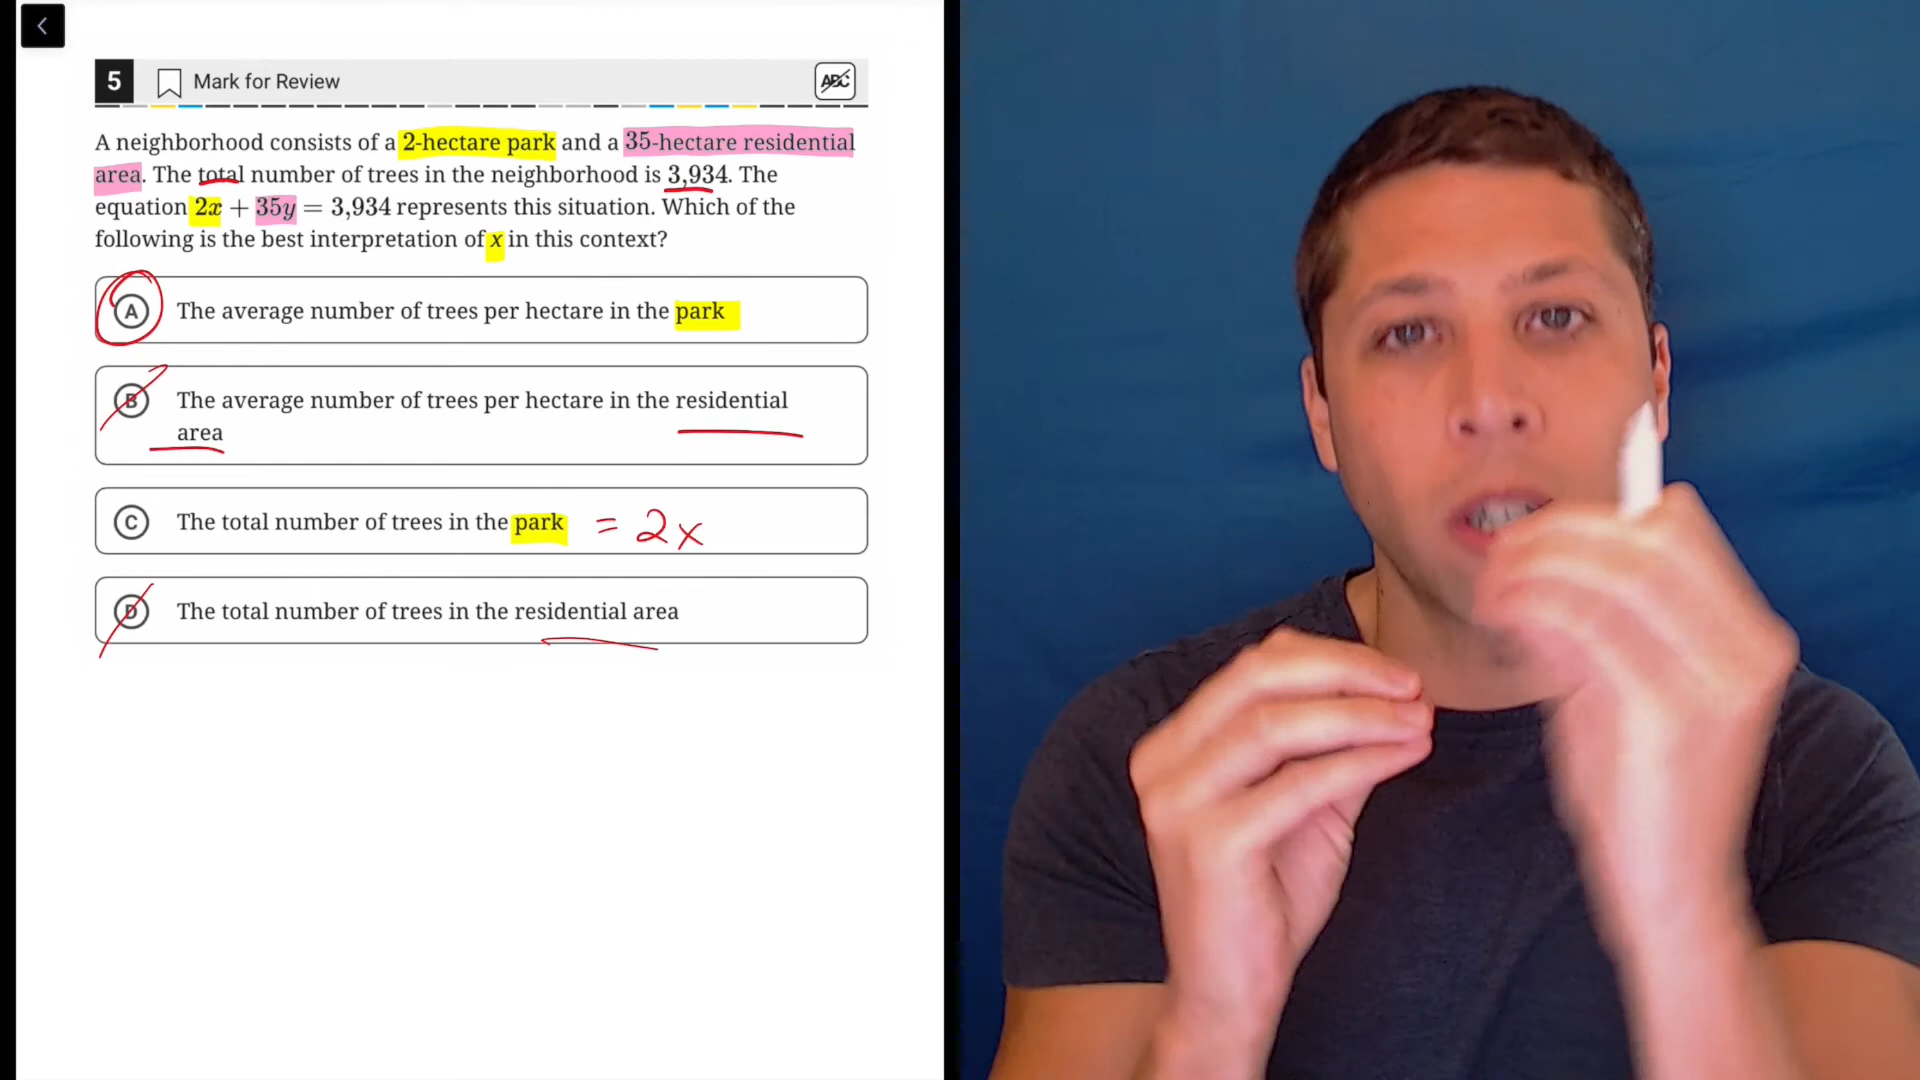 5 Mark for Review ABC
A neighborhood consists of a 2-hectare park and a 35-hectare residential
area. The total number of trees in the neighborhood is 3,934. The
equation 2x + 35y = 3,934 represents this situation. Which of the
following is the best interpretation of x in this context?
A The average number of trees per hectare in the park
B The average number of trees per hectare in the residential
area
C The total number of trees in the park = 2x
D The total number of trees in the residential area